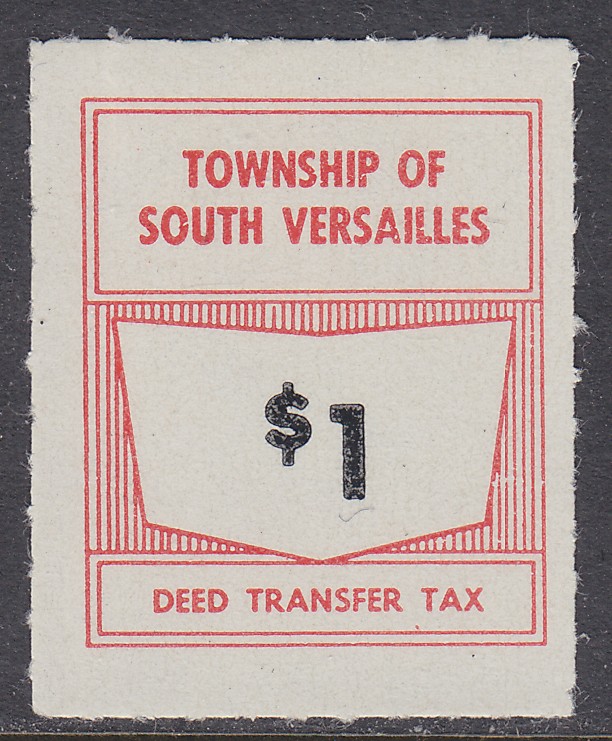 TOWNSHIP OF
SOUTH VERSAILLES
$1
DEED TRANSFER TAX